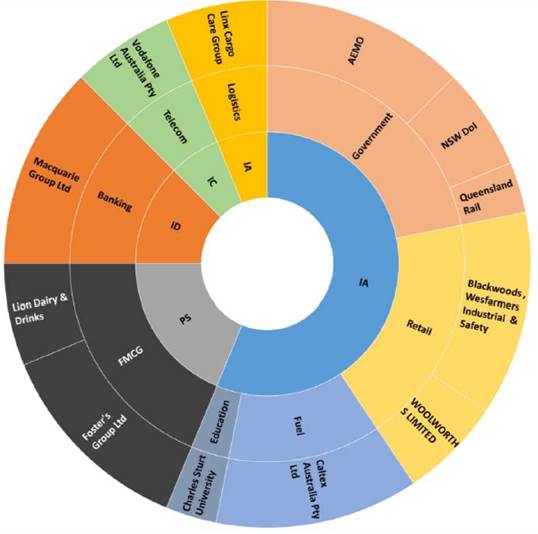 AEMO
Government
NSW DoI
Queensland
Rail
IA
Retail
Blackwoods,
Wesfarmers
Industrial &
Safety
WOOLWORTH
S LIMITED
Fuel
Caltex
Australia Pty
Ltd
Education
Charles Sturt
University
PS
FMCG
Foster's
Group Ltd
Lion Dairy &
Drinks
ID
Banking
Macquarie
Group Ltd
IC
Telecom
Vodafone
Australia Pty
Ltd
IA
Logistics
Linx Cargo
Care Group